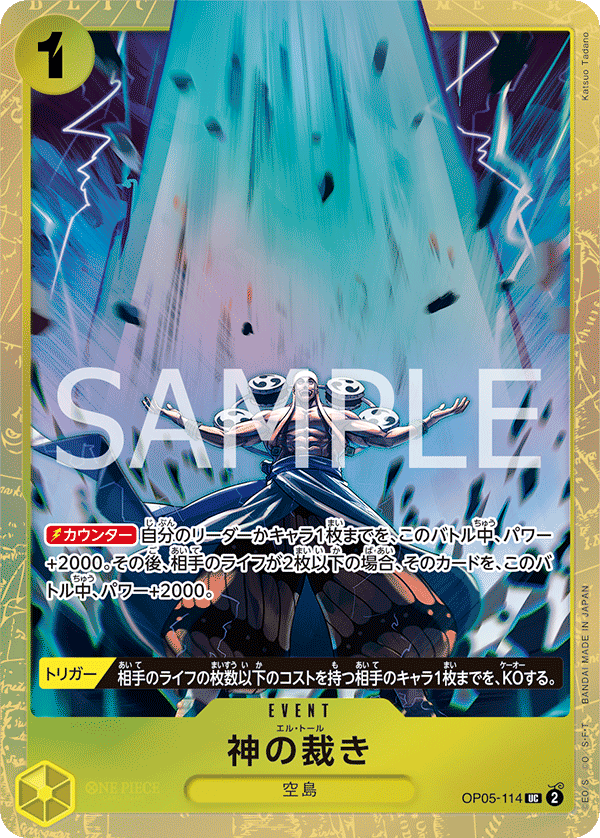 1
Katsuo Tadano
SAMPLE
カウンター 自分のリーダーかキャラ1枚までを、このバトル中、パワー
+2000。その後、相手のライフが2枚以下の場合、そのカードを、このバ
トル中、パワー+2000。
トリガー 相手のライフの枚数以下のコストを持つ相手のキャラ1枚までを、KOする。
EVENT
エル・トール
神の裁き
空島
ONE PIECE
OP05-114 UC 2
BANDAI MADE IN JAPAN